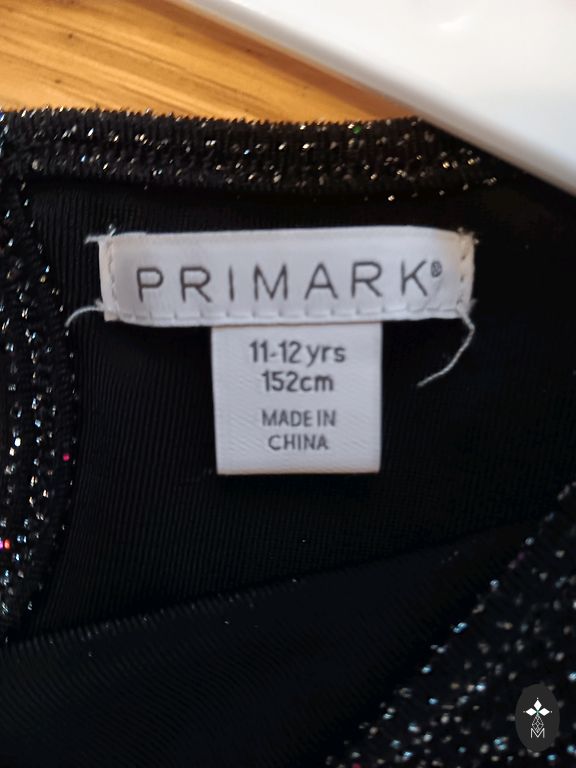 PRIMARK®
11-12 yrs
152cm
MADE IN
CHINA
M